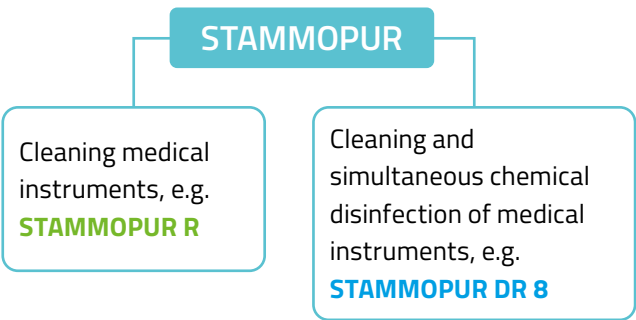 STAMMOPUR
Cleaning medical
instruments, e.g.
STAMMOPUR R
Cleaning and
simultaneous chemical
disinfection of medical
instruments, e.g.
STAMMOPUR DR 8